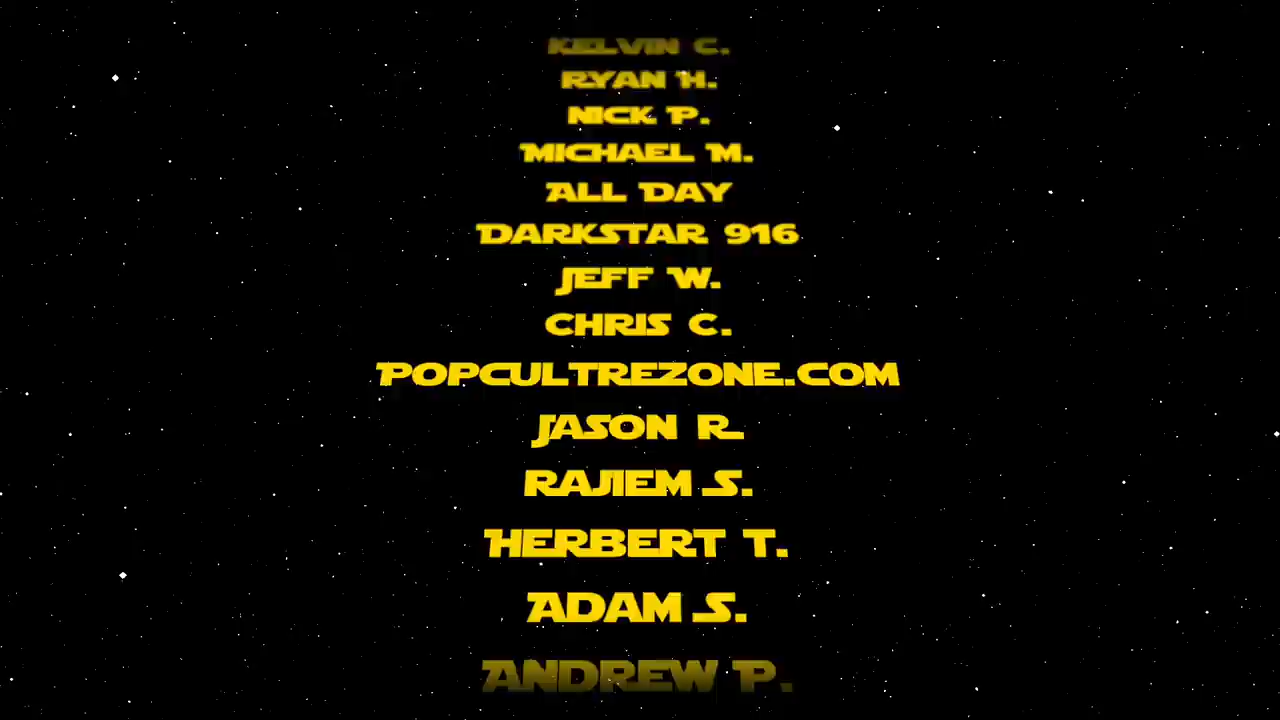 KELVIN C.
RYAN H.
NICK P.
MICHAEL M.
ALL DAY
DARKSTAR 916
JEFF W.
CHRIS C.
POPCULTREZONE.COM
JASON R.
RAJIEM S.
HERBERT T.
ADAM S.
ANDREW P.